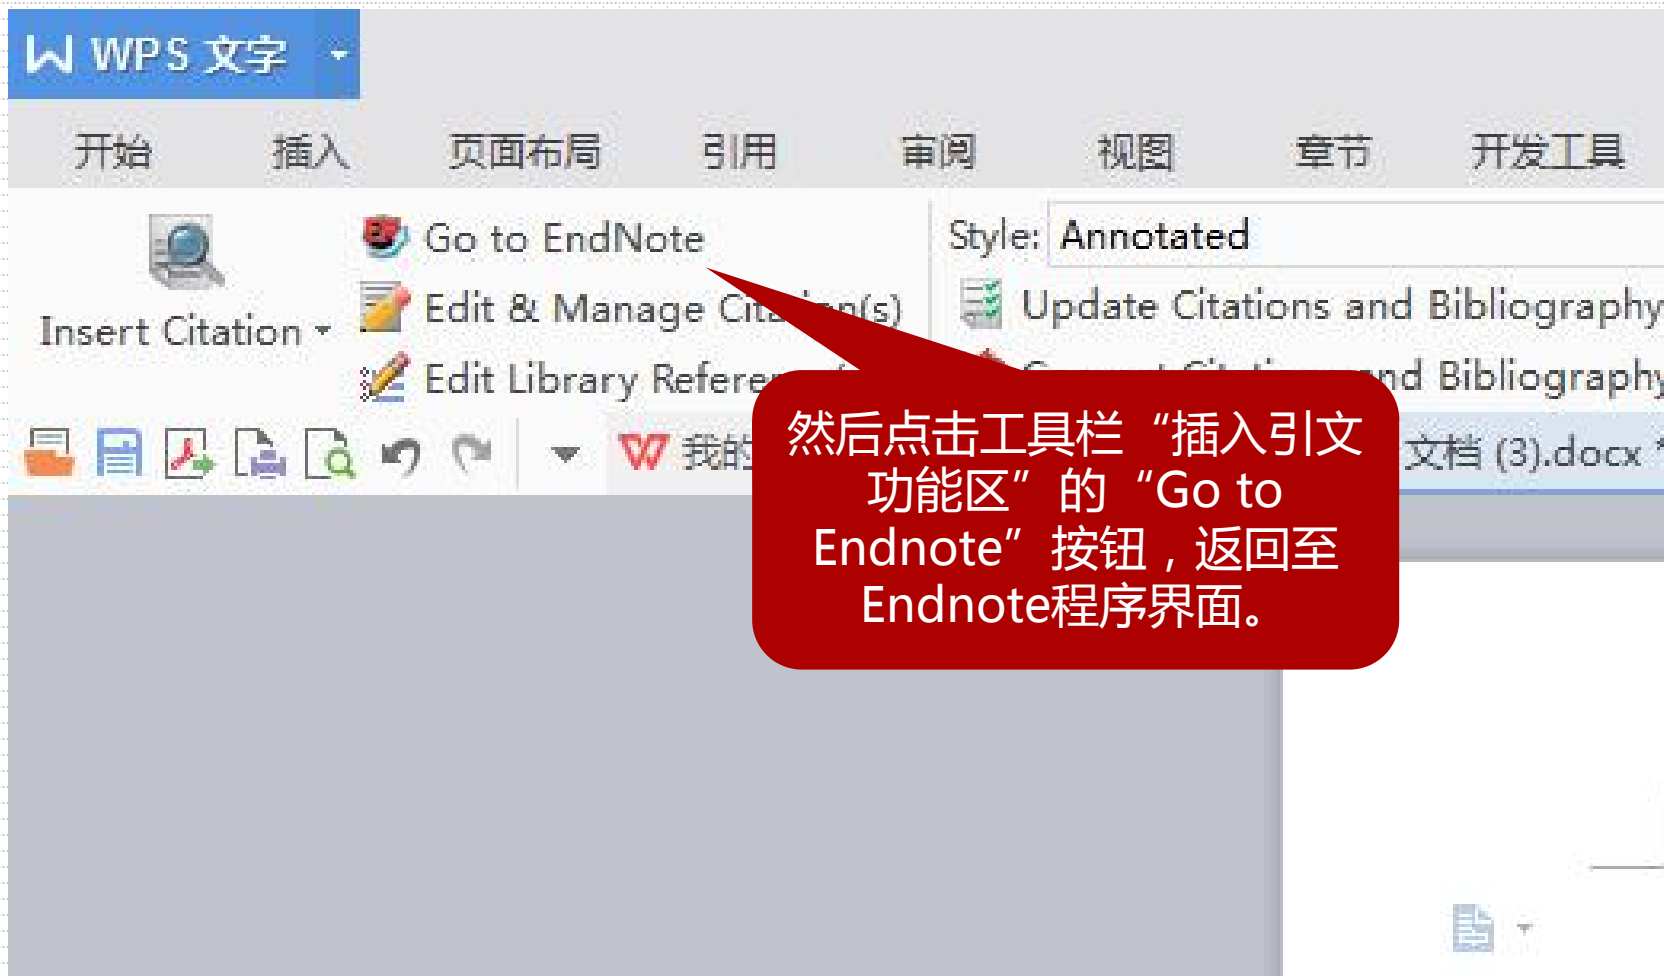 WPS 文字
开始 插入 页面布局 引用 审阅 视图 章节 开发工具
Go to EndNote
Style: Annotated
Edit & Manage Citation(s)
Update Citations and Bibliography
Insert Citation
Edit Library
Bibliography
我的
文档 (3).docx *
然后点击工具栏“插入引文
功能区”的“Go to
Endnote”按钮，返回至
Endnote程序界面。